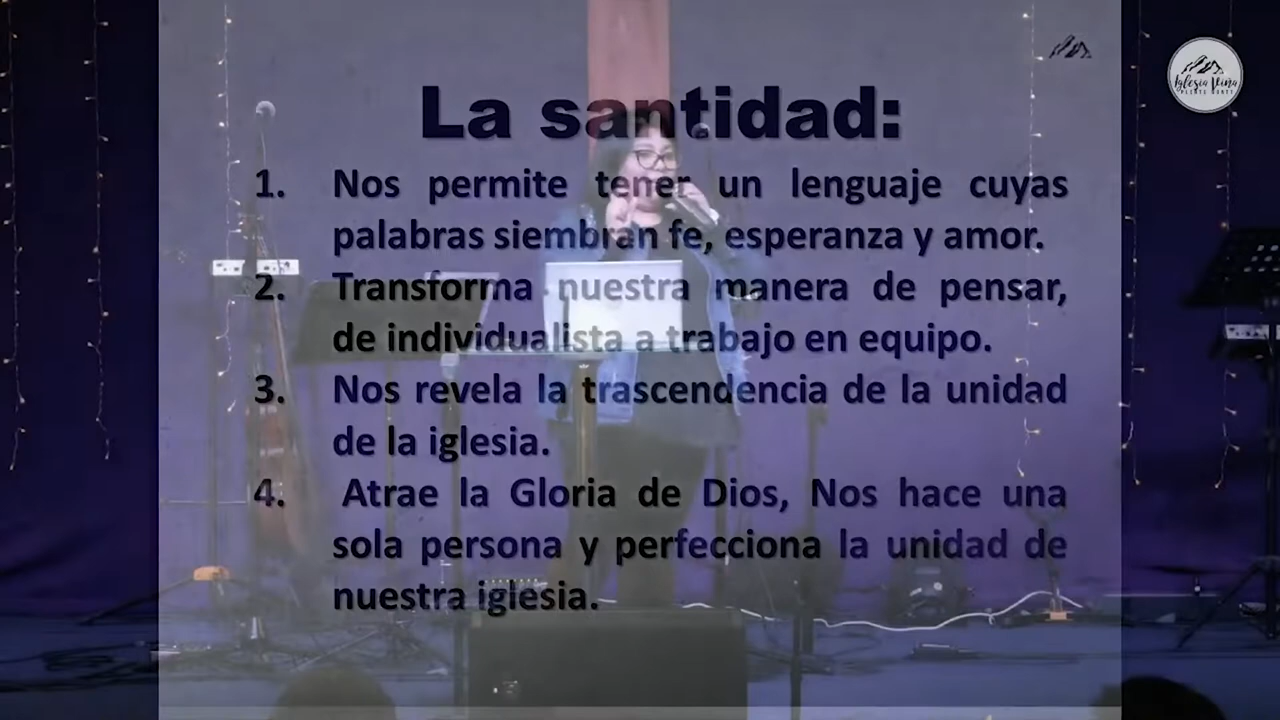 La santidad:
1. Nos permite tener un lenguaje cuyas
palabras siembran fe, esperanza y amor.
2. Transforma nuestra manera de pensar,
de individualista a trabajo en equipo.
3. Nos revela la trascendencia de la unidad
de la iglesia.
4. Atrae la Gloria de Dios, Nos hace una
sola persona y perfecciona la unidad de
nuestra iglesia.
Iglesia Viña